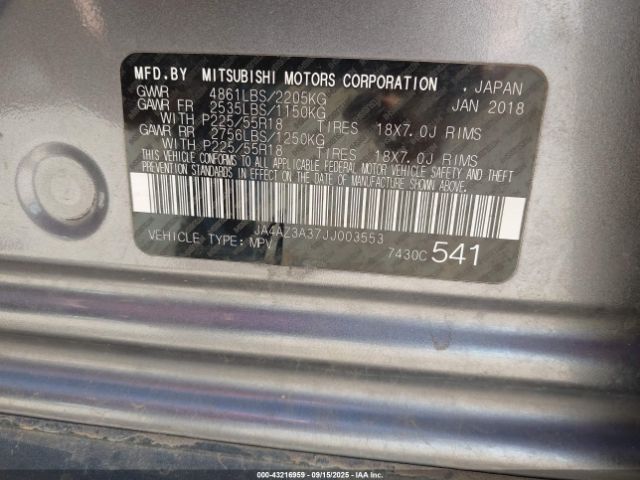 MFD.BY MITSUBISHI MOTORS CORPORATION , JAPAN
GVWR 4861LBS/2205KG JAN 2018
GAWR FR 2535LBS/1150KG
WITH P225/55R18 TIRES 18X7.0J RIMS
GAWR RR 2756LBS/1250KG
WITH P225/55R18 TIRES 18X7.0J RIMS
THIS VEHICLE CONFORMS TO ALL APPLICABLE FEDERAL MOTOR VEHICLE SAFETY AND THEFT
PREVENTION STANDARDS IN EFFECT ON THE DATE OF MANUFACTURE SHOWN ABOVE.
JA4AZ3A37JJ003553
VEHICLE TYPE: MPV 7430C 541
000-43216959 09/15/2025 IAAI.COM